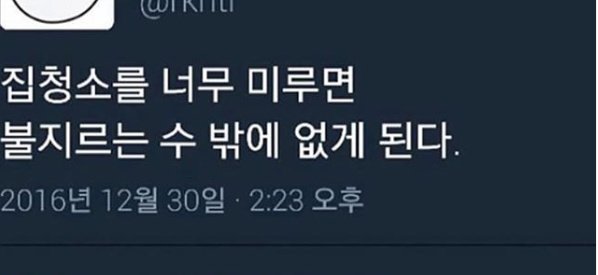 집청소를 너무 미루면
불지르는 수 밖에 없게 된다.
2016년 12월 30일 · 2:23 오후